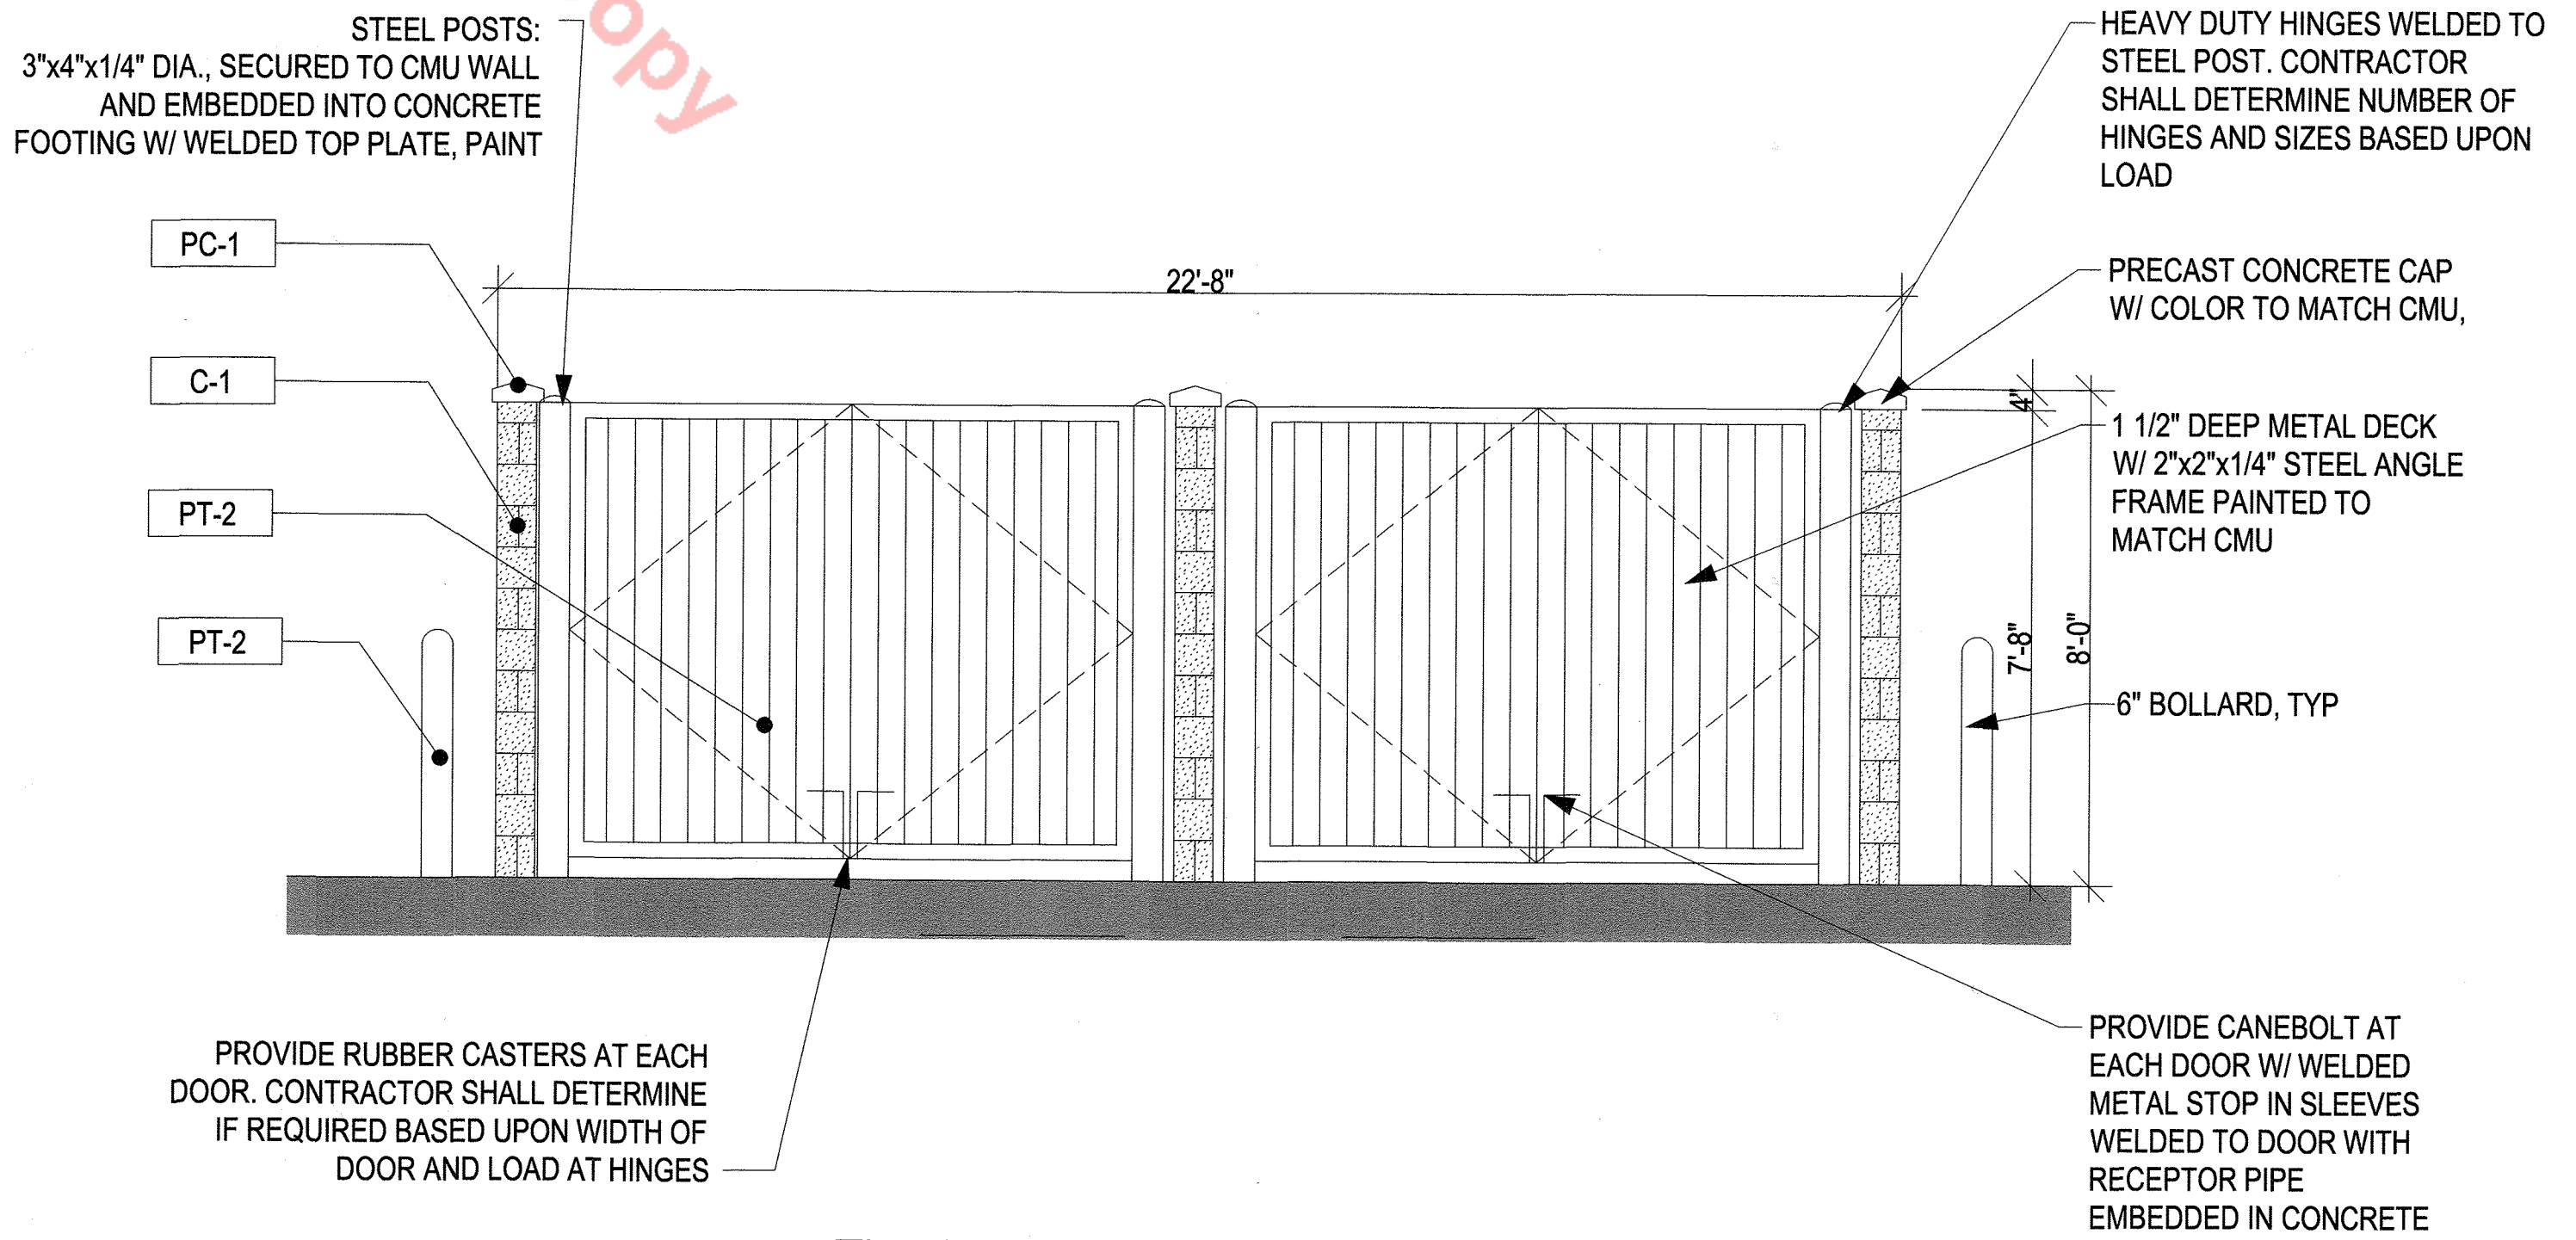 opy
STEEL POSTS:
3"x4"x1/4" DIA., SECURED TO CMU WALL
AND EMBEDDED INTO CONCRETE
FOOTING W/ WELDED TOP PLATE, PAINT
HEAVY DUTY HINGES WELDED TO
STEEL POST. CONTRACTOR
SHALL DETERMINE NUMBER OF
HINGES AND SIZES BASED UPON
LOAD
PC-1
22'-8"
PRECAST CONCRETE CAP
W/ COLOR TO MATCH CMU,
C-1
4"
1 1/2" DEEP METAL DECK
W/ 2"x2"x1/4" STEEL ANGLE
FRAME PAINTED TO
MATCH CMU
PT-2
PT-2
7'-8"
8'-0"
6" BOLLARD, TYP
PROVIDE RUBBER CASTERS AT EACH
DOOR. CONTRACTOR SHALL DETERMINE
IF REQUIRED BASED UPON WIDTH OF
DOOR AND LOAD AT HINGES
PROVIDE CANEBOLT AT
EACH DOOR W/ WELDED
METAL STOP IN SLEEVES
WELDED TO DOOR WITH
RECEPTOR PIPE
EMBEDDED IN CONCRETE